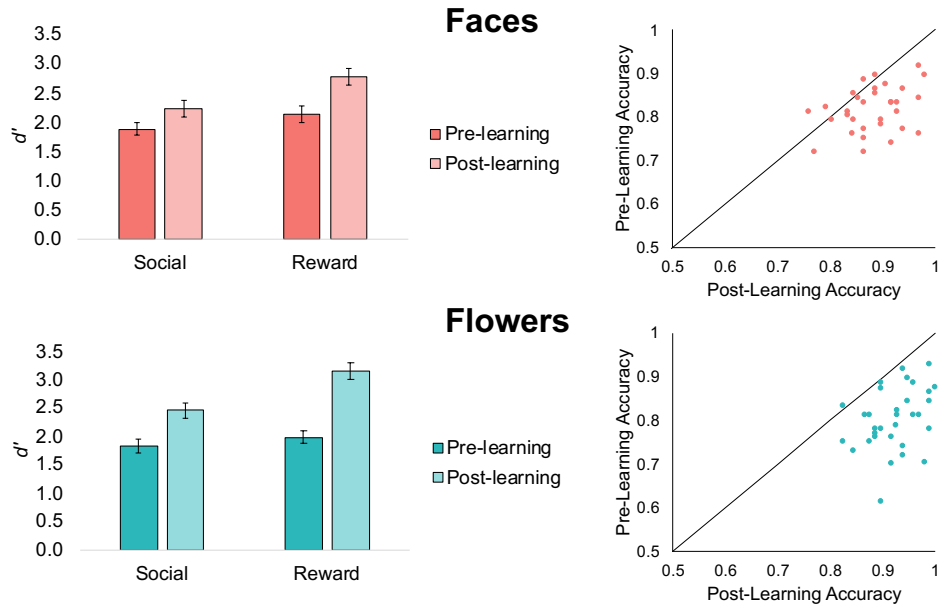 Faces
3.5
3.0
2.5
2.0
1.5
1.0
0.5
0.0
d′
Social
Reward
Pre-learning
Post-learning
1
0.9
0.8
0.7
0.6
0.5
Pre-Learning Accuracy
0.5 0.6 0.7 0.8 0.9 1
Post-Learning Accuracy
Flowers
3.5
3.0
2.5
2.0
1.5
1.0
0.5
0.0
d′
Social
Reward
Pre-learning
Post-learning
1
0.9
0.8
0.7
0.6
0.5
Pre-Learning Accuracy
0.5 0.6 0.7 0.8 0.9 1
Post-Learning Accuracy